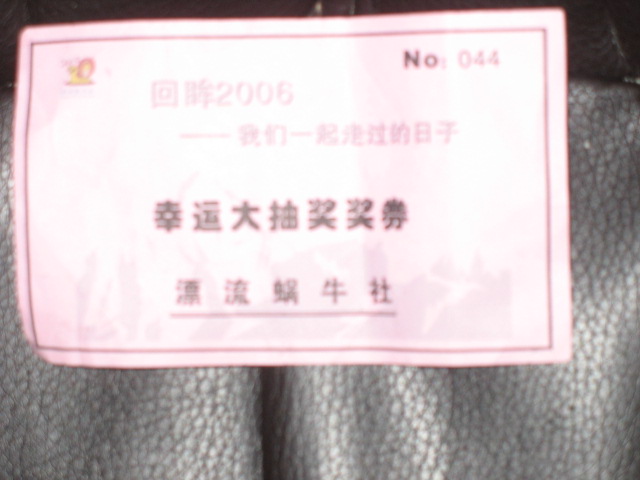 No: 044
回眸2006
——我们一起走过的日子
幸运大抽奖奖券
漂流蜗牛社